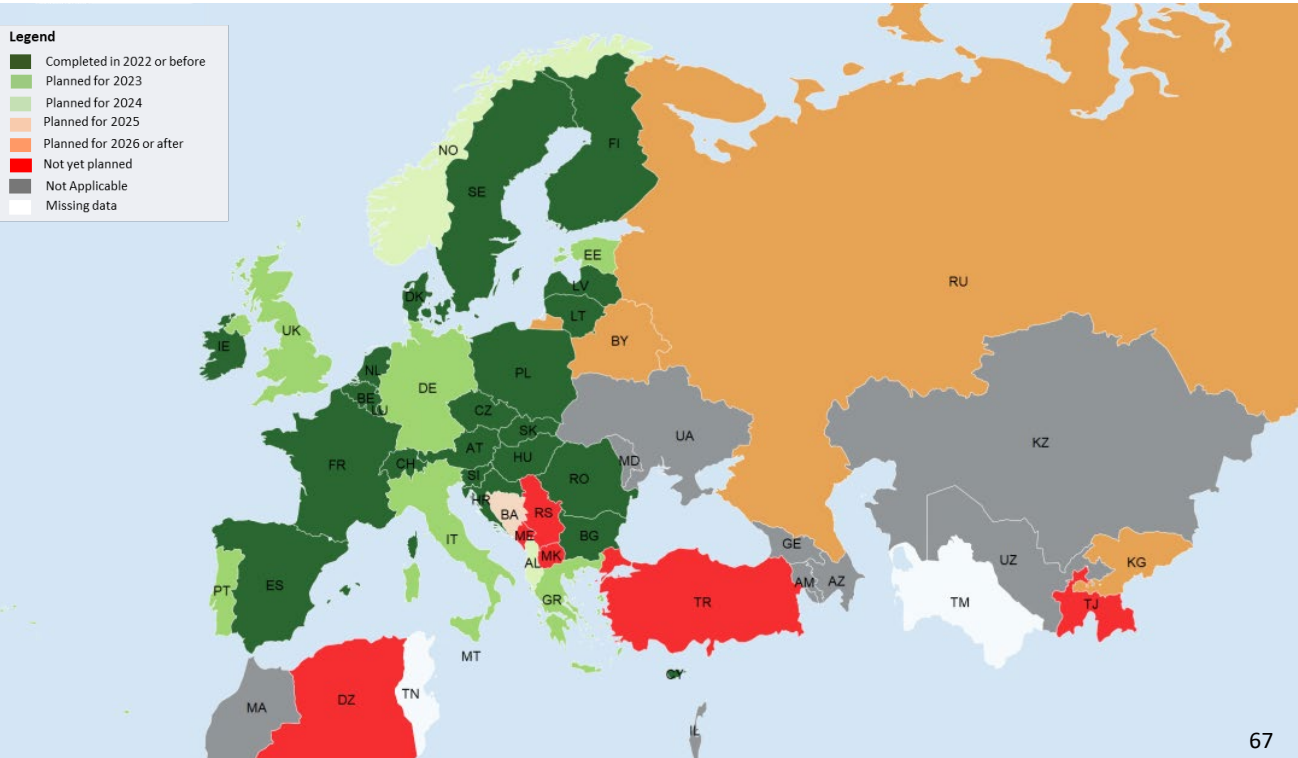 Legend
Completed in 2022 or before
Planned for 2023
Planned for 2024
Planned for 2025
Planned for 2026 or after
Not yet planned
Not Applicable
Missing data
NO
FI
SE
EE
RU
LV
DK
LT
UK
BY
IE
NL
PL
DE
BE
LU
CZ
SK
UA
KZ
AT
HU
MD
FR
CH
SI
RO
HR
BA
RS
IT
ME
BG
GE
MK
UZ
KG
AL
PT
ES
AM
AZ
GR
TR
TM
TJ
MT
CY
TN
DZ
MA
IL
67